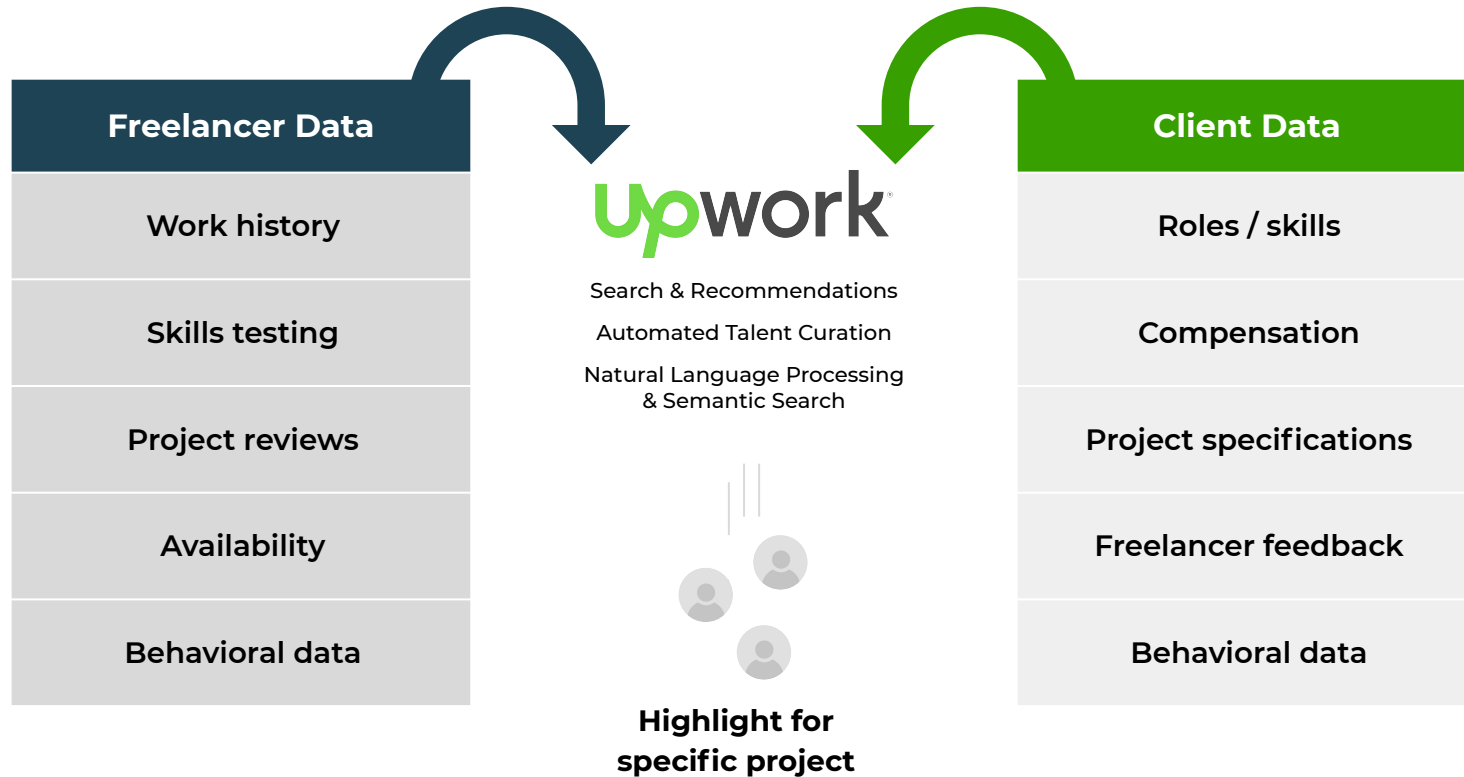 Freelancer Data
Work history
Skills testing
Project reviews
Availability
Behavioral data
upwork®
Search & Recommendations
Automated Talent Curation
Natural Language Processing
& Semantic Search
Highlight for
specific project
Client Data
Roles / skills
Compensation
Project specifications
Freelancer feedback
Behavioral data